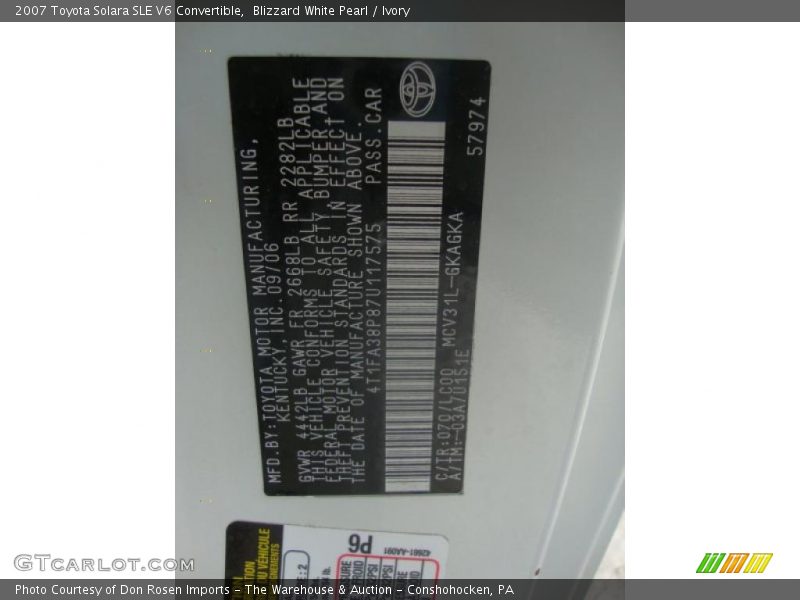 2007 Toyota Solara SLE V6 Convertible,  Blizzard White Pearl / Ivory
MFD.BY:TOYOTA MOTOR MANUFACTURING,
KENTUCKY,INC.09/06
GVWR 4442LB GAWR FR 2668LB RR 2282LB
THIS VEHICLE CONFORMS TO ALL APPLICABLE
FEDERAL MOTOR VEHICLE SAFETY, BUMPER AND
THEFT PREVENTION STANDARDS IN EFFECT ON
THE DATE OF MANUFACTURE SHOWN ABOVE.
4T1FA38P87U117575 PASS.CAR
C/TR:070/LC00 MCV31L-GKAGKA
A/TM:-03A/U151E
57974
P6
42661-AA091
GTCarLot.com
Photo Courtesy of Don Rosen Imports - The Warehouse & Auction - Conshohocken, PA